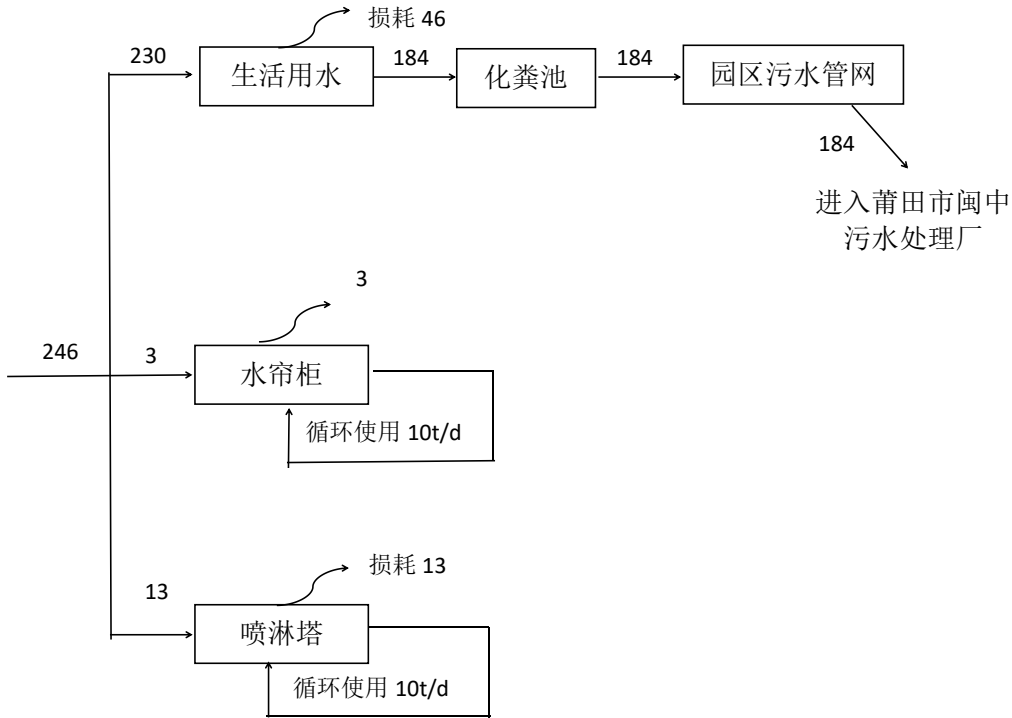 损耗 46
230
生活用水
184
化粪池
184
园区污水管网
184
进入莆田市闽中
污水处理厂
3
246
3
水帘柜
循环使用 10t/d
损耗 13
13
喷淋塔
循环使用 10t/d